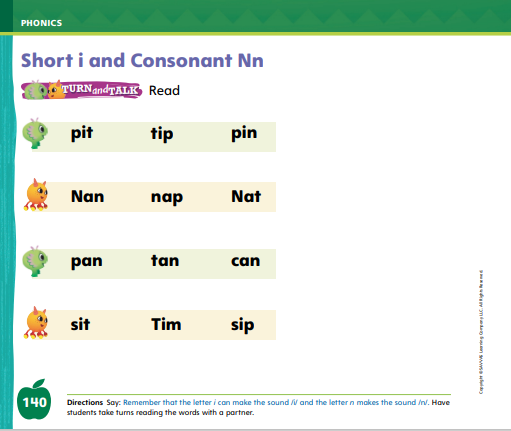 PHONICS
Short i and Consonant Nn
TURN and TALK Read
pit tip pin
Nan nap Nat
pan tan can
sit Tim sip
Copyright © SAVVAS Learning Company LLC. All Rights Reserved.
140
Directions Say: Remember that the letter i can make the sound /i/ and the letter n makes the sound /n/. Have
students take turns reading the words with a partner.